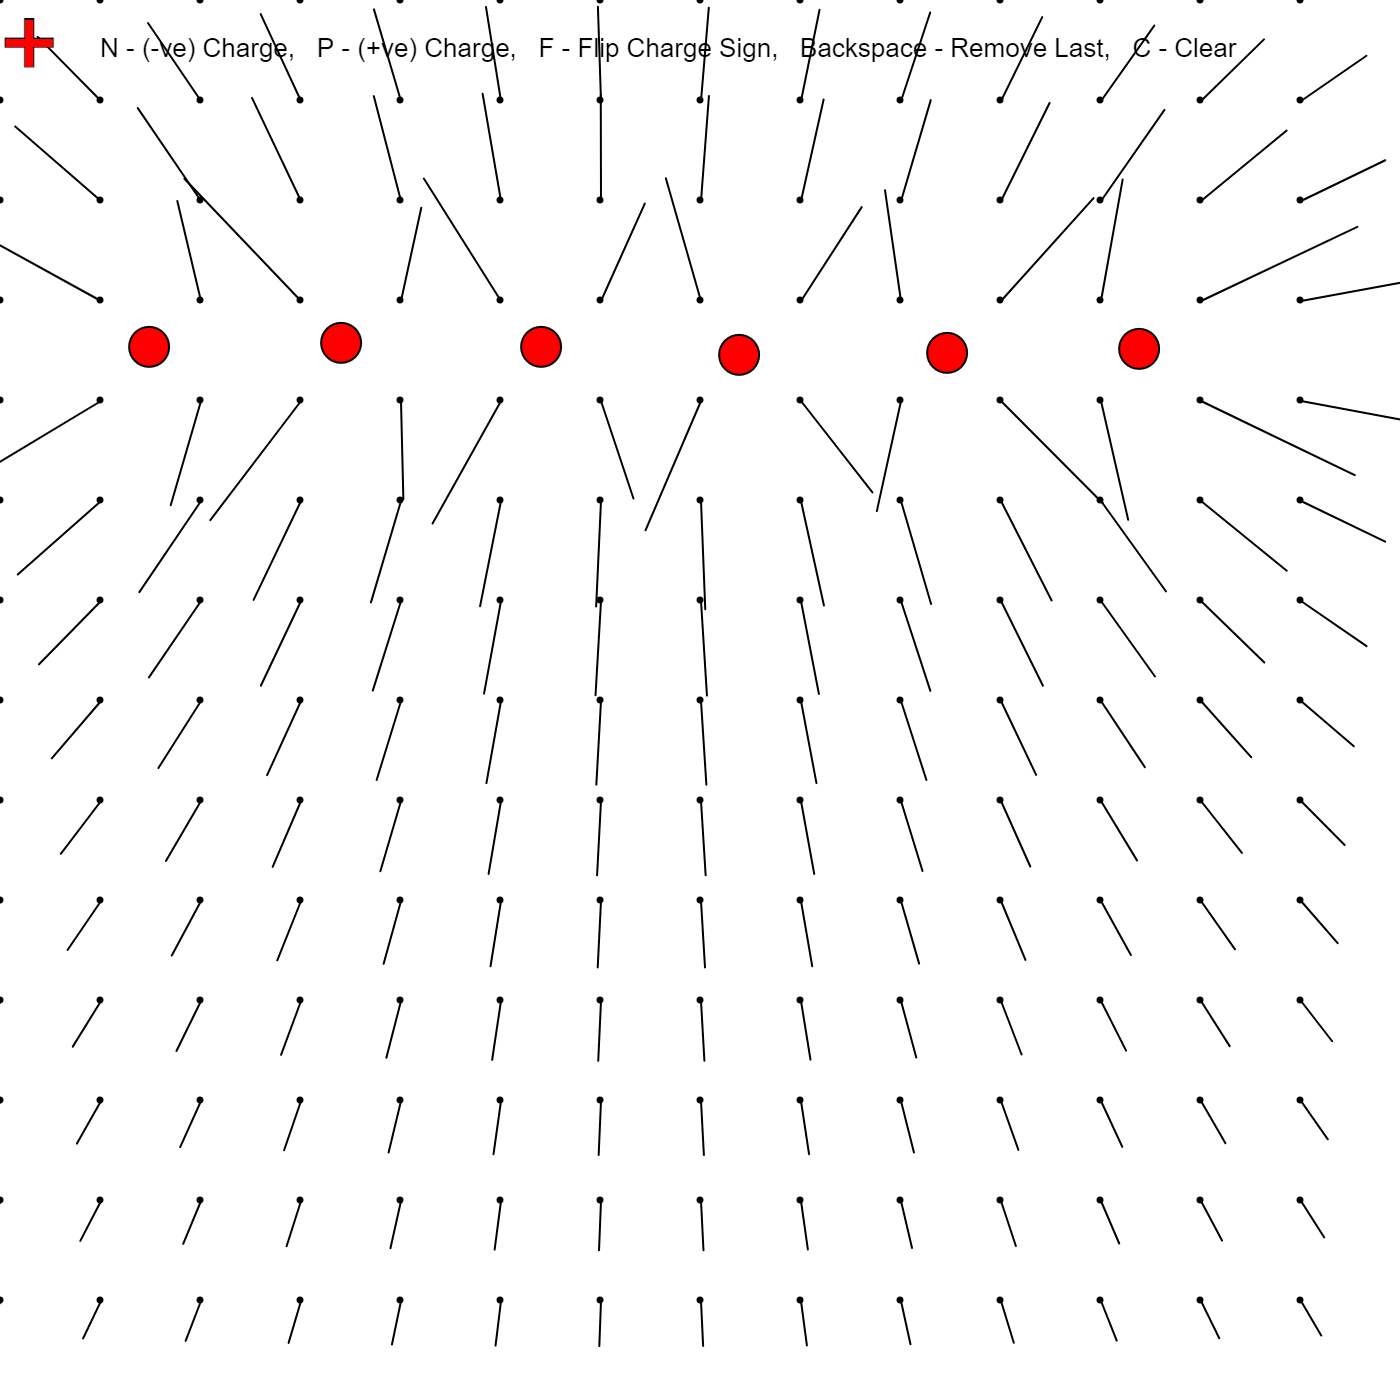 N - (-ve) Charge,   P - (+ve) Charge,   F - Flip Charge Sign,   Backspace - Remove Last,   C - Clear